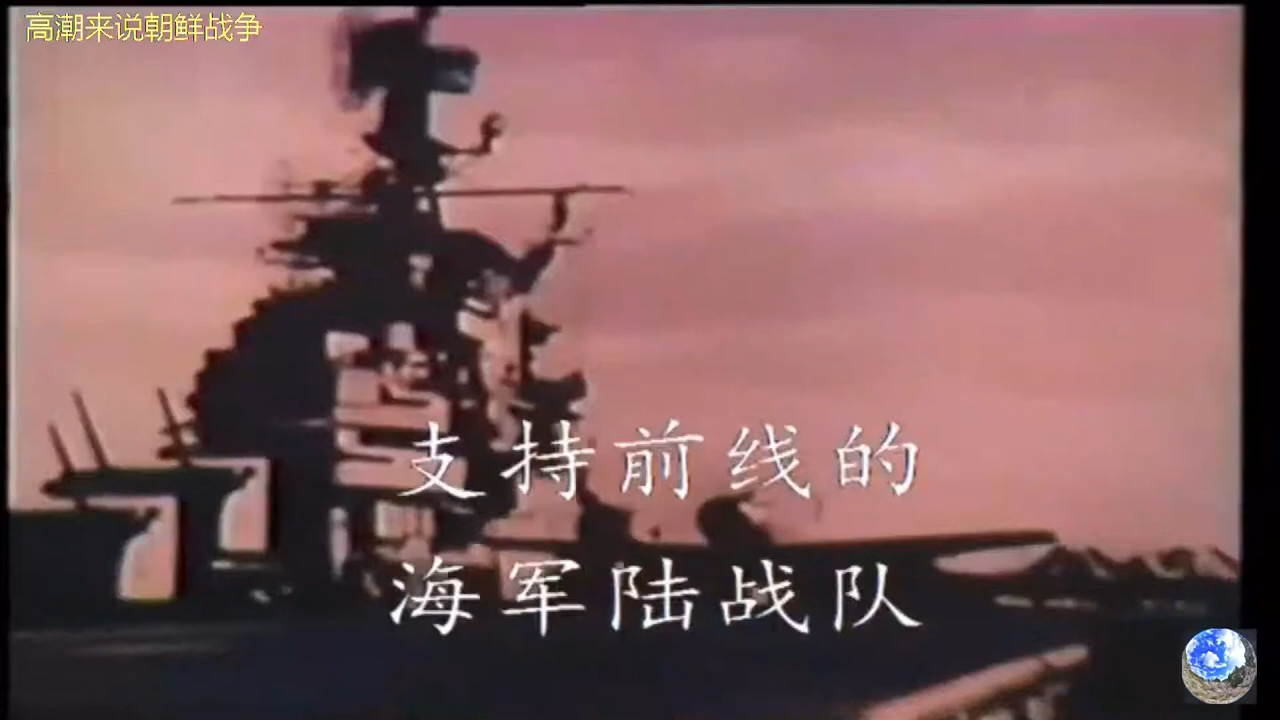 高潮来说朝鲜战争
支持前线的
海军陆战队